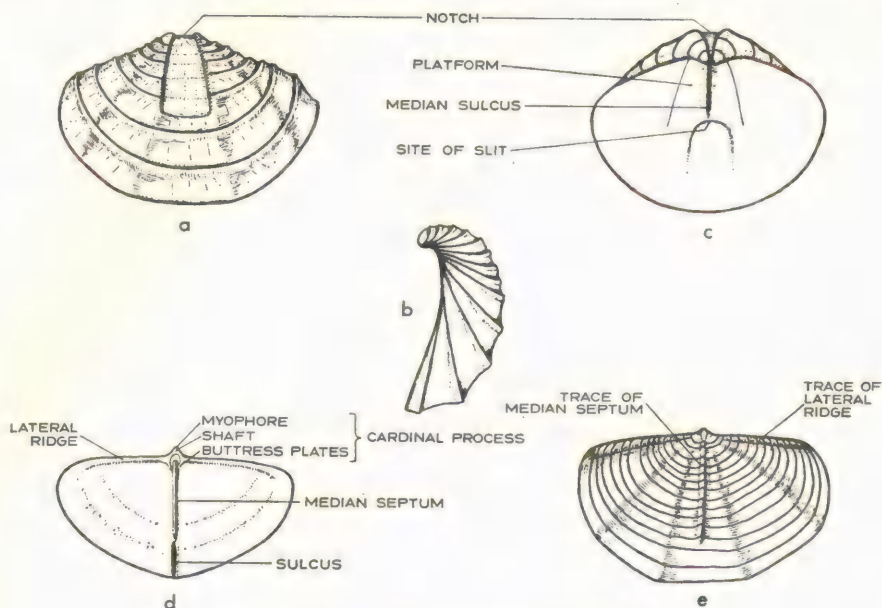 NOTCH
PLATFORM
MEDIAN SULCUS
SITE OF SLIT
a
c
b
TRACE OF
MEDIAN SEPTUM
TRACE OF
LATERAL
RIDGE
LATERAL
RIDGE
MYOPHORE
SHAFT
BUTTRESS PLATES
CARDINAL PROCESS
MEDIAN SEPTUM
SULCUS
d
e